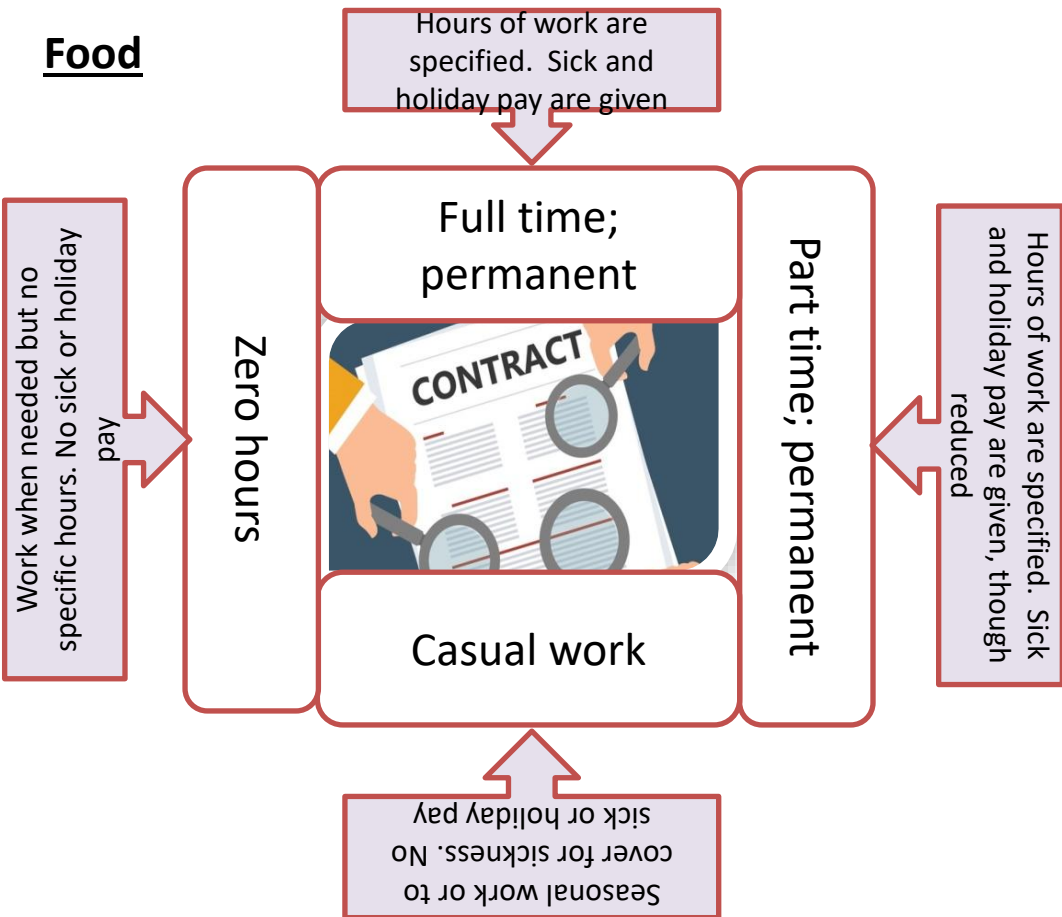 Food
Hours of work are
specified.  Sick and
holiday pay are given
Full time;
permanent
Work when needed but no
specific hours. No sick or holiday
pay
Zero hours
CONTRACT
Part time; permanent
Hours of work are specified.  Sick
and holiday pay are given, though
reduced
Casual work
Seasonal work or to
cover for sickness. No
sick or holiday pay